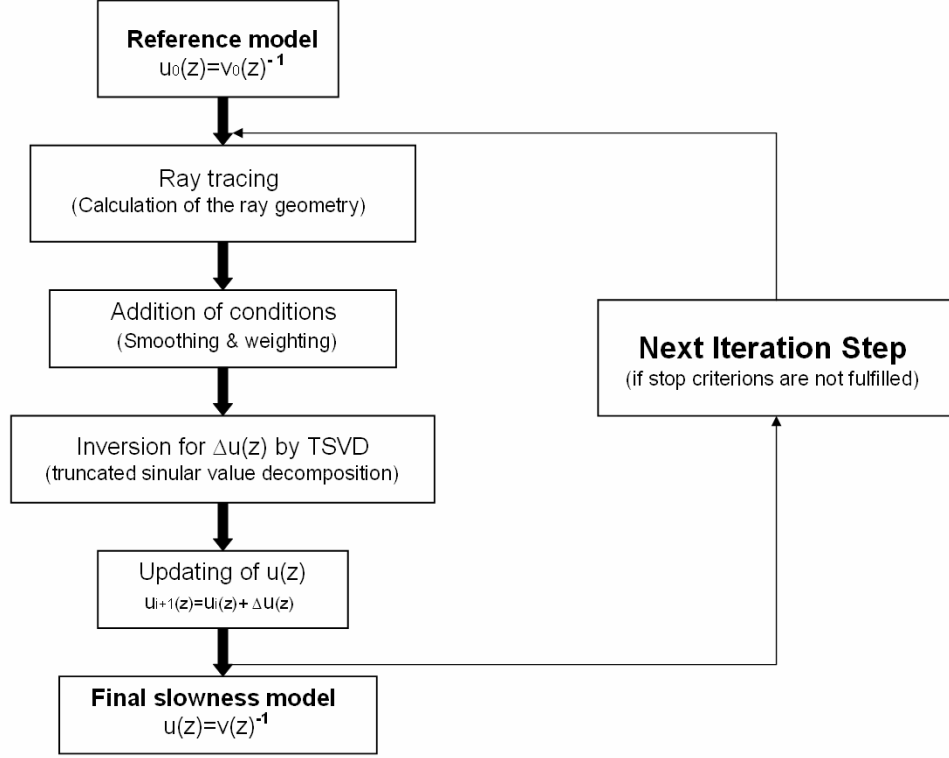 Reference model
u₀(z)=v₀(z)⁻¹
Ray tracing
(Calculation of the ray geometry)
Addition of conditions
(Smoothing & weighting)
Next Iteration Step
(if stop criterions are not fulfilled)
Inversion for Δu(z) by TSVD
(truncated sinular value decomposition)
Updating of u(z)
uᵢ₊₁(z)=uᵢ(z)+ Δu(z)
Final slowness model
u(z)=v(z)⁻¹